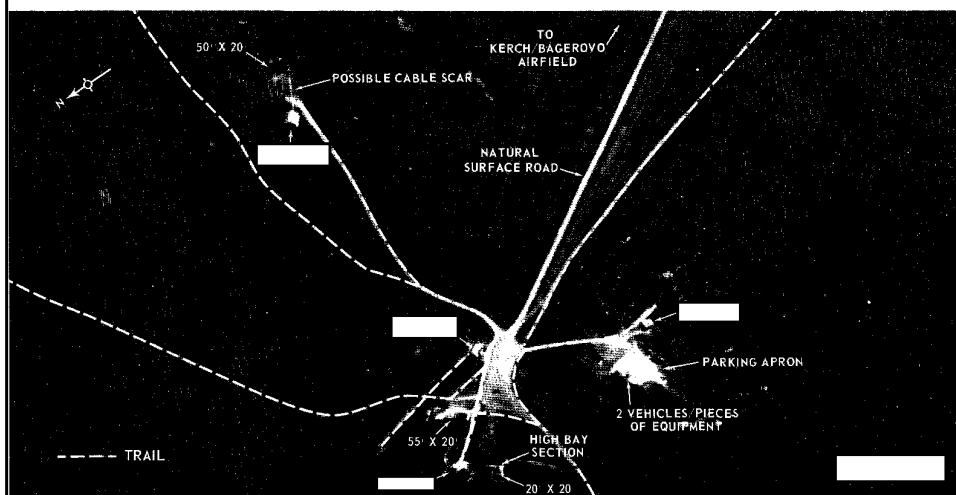 TO
KERCH/BAGEROVO
AIRFIELD
50' X 20'
POSSIBLE CABLE SCAR
N
NATURAL
SURFACE ROAD
PARKING APRON
2 VEHICLES/PIECES
OF EQUIPMENT
55' X 20'
HIGH BAY
SECTION
TRAIL
20' X 20'